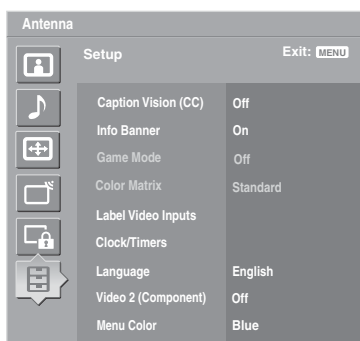 Antenna
Setup Exit: MENU
Caption Vision (CC) Off
Info Banner On
Game Mode Off
Color Matrix Standard
Label Video Inputs
Clock/Timers
Language English
Video 2 (Component) Off
Menu Color Blue